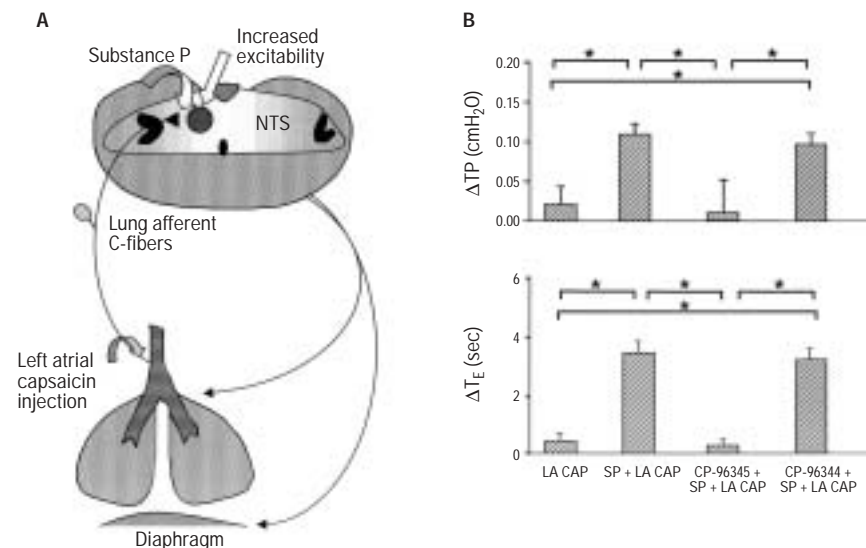 A
Substance P
Increased
excitability
NTS
Lung afferent
C-fibers
Left atrial
capsaicin
injection
Diaphragm
B
ΔTP (cmH₂O)
0.20
0.15
0.10
0.05
0.00
* * *
*
ΔTE (sec)
6
4
2
0
* * *
*
LA CAP
SP + LA CAP
CP-96345 +
SP + LA CAP
CP-96344 +
SP + LA CAP